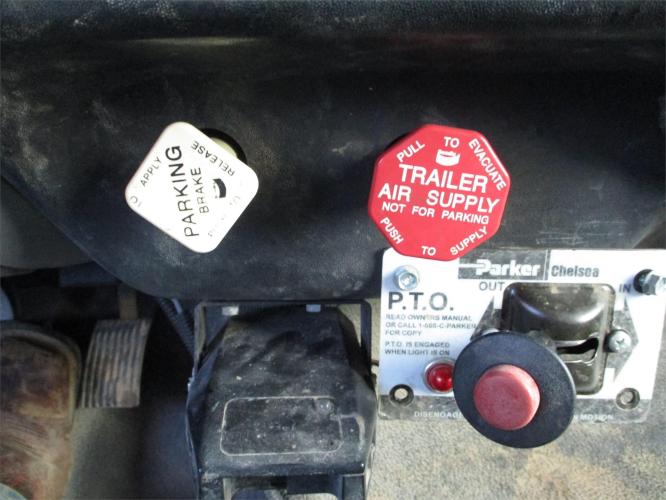 APPLY
RELEASE
PARKING
BRAKE
PULL TO EVACUATE
TRAILER
AIR SUPPLY
NOT FOR PARKING
PUSH TO SUPPLY
Parker Chelsea
OUT IN
P.T.O.
READ OWNERS MANUAL
OR CALL 1-888-C-PARKER
FOR COPY
P.T.O. IS ENGAGED
WHEN LIGHT IS ON
MOTION